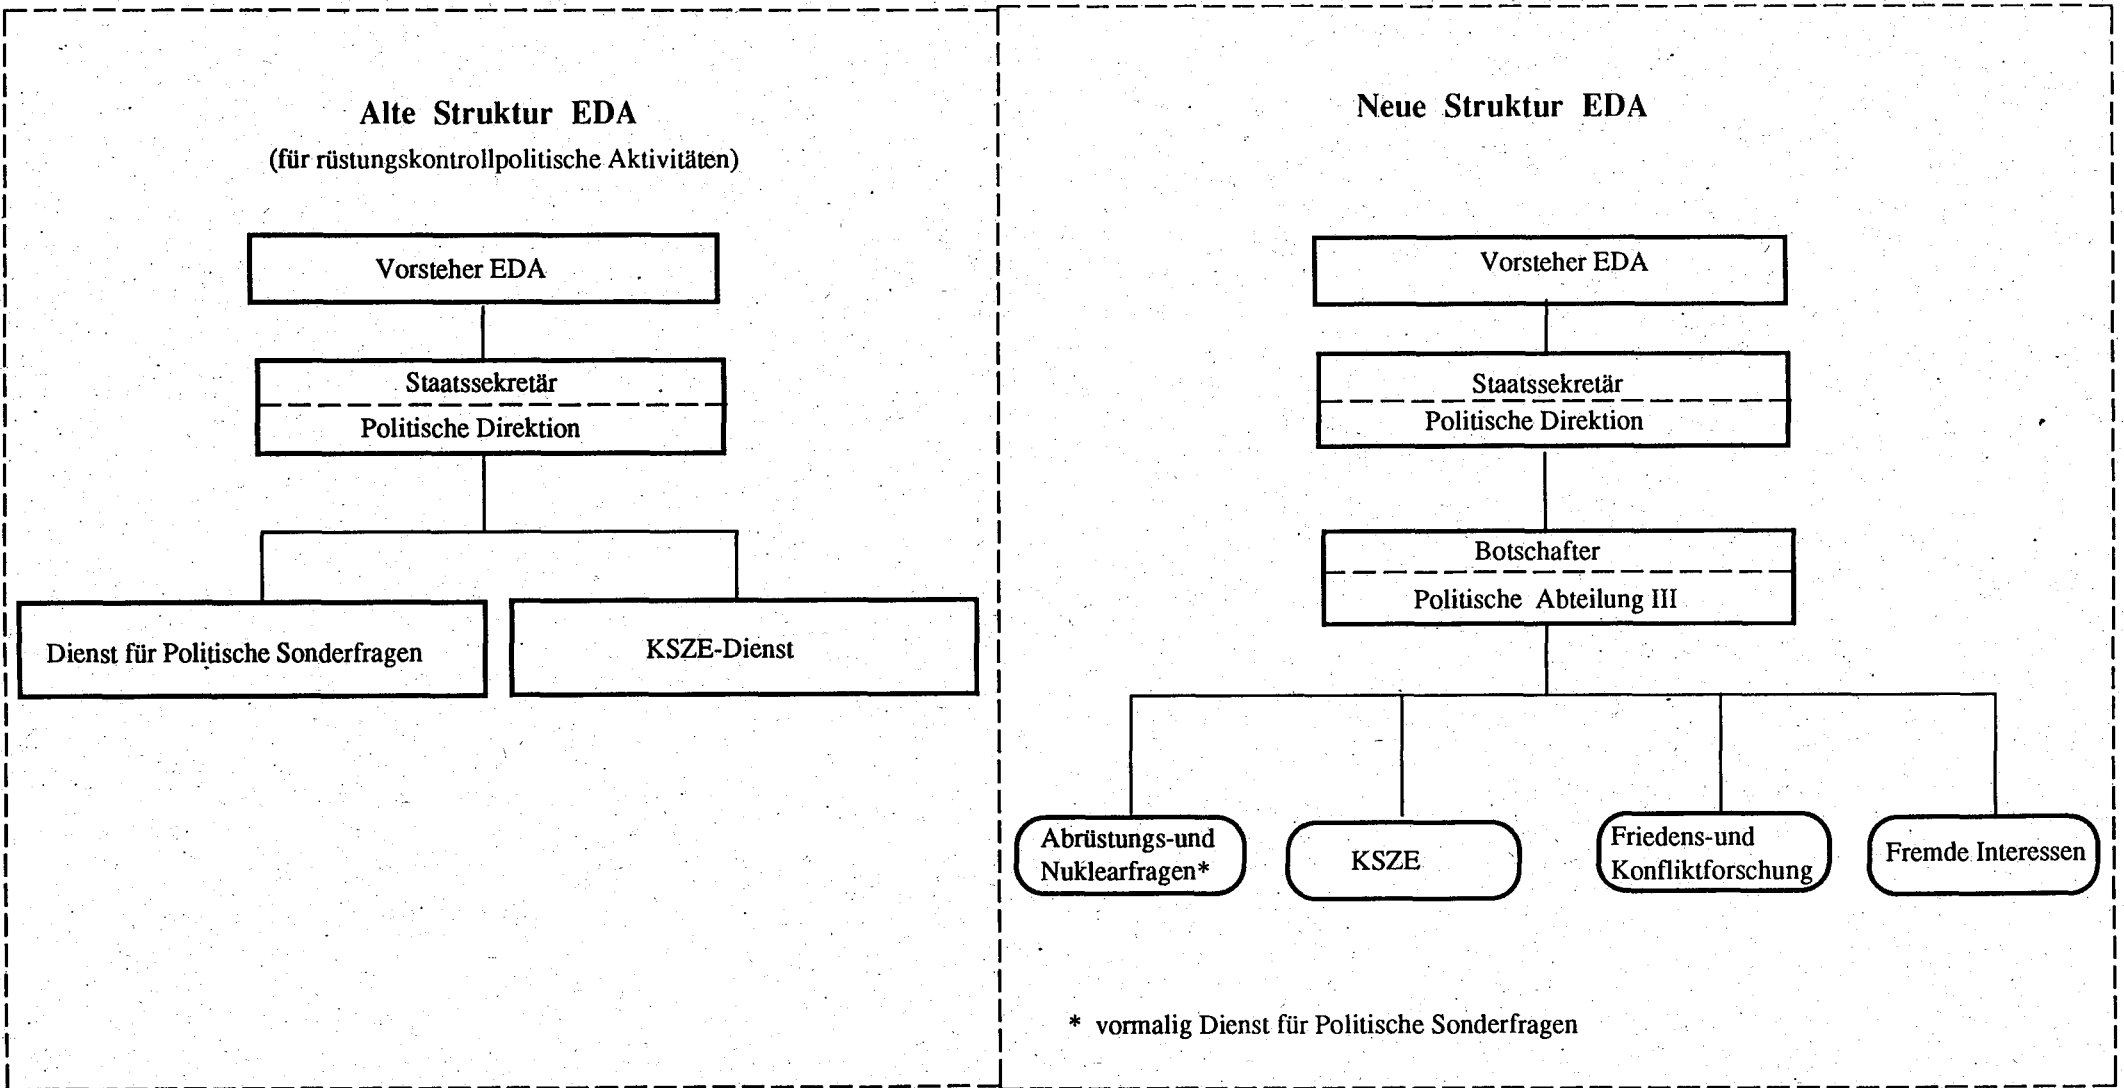 Alte Struktur EDA
(für rüstungskontrollpolitische Aktivitäten)
Vorsteher EDA
Staatssekretär
Politische Direktion
Dienst für Politische Sonderfragen
KSZE-Dienst
Neue Struktur EDA
Vorsteher EDA
Staatssekretär
Politische Direktion
Botschafter
Politische Abteilung III
Abrüstungs-und
Nuklearfragen*
KSZE
Friedens-und
Konfliktforschung
Fremde Interessen
* vormalig Dienst für Politische Sonderfragen